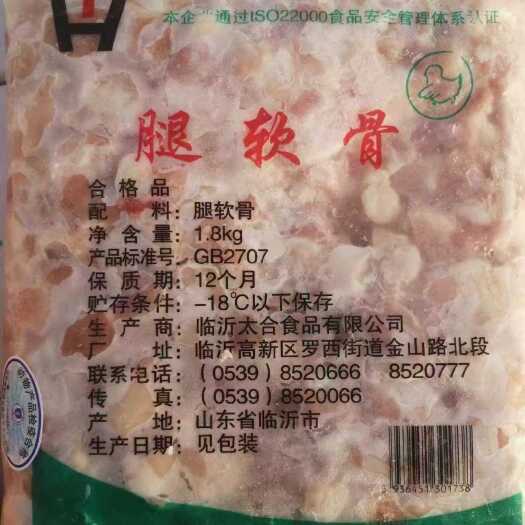 本企业通过ISO22000食品安全管理体系认证
腿软骨
合格品
配 料：腿软骨
净含量：1.8kg
产品标准号：GB2707
保质期：12个月
贮存条件：-18℃以下保存
生产商：临沂太合食品有限公司
厂 址：临沂高新区罗西街道金山路北段
联系电话：（0539）8520666 8520777
传 真：（0539）8520066
产 地：山东省临沂市
生产日期：见包装
936451 301738